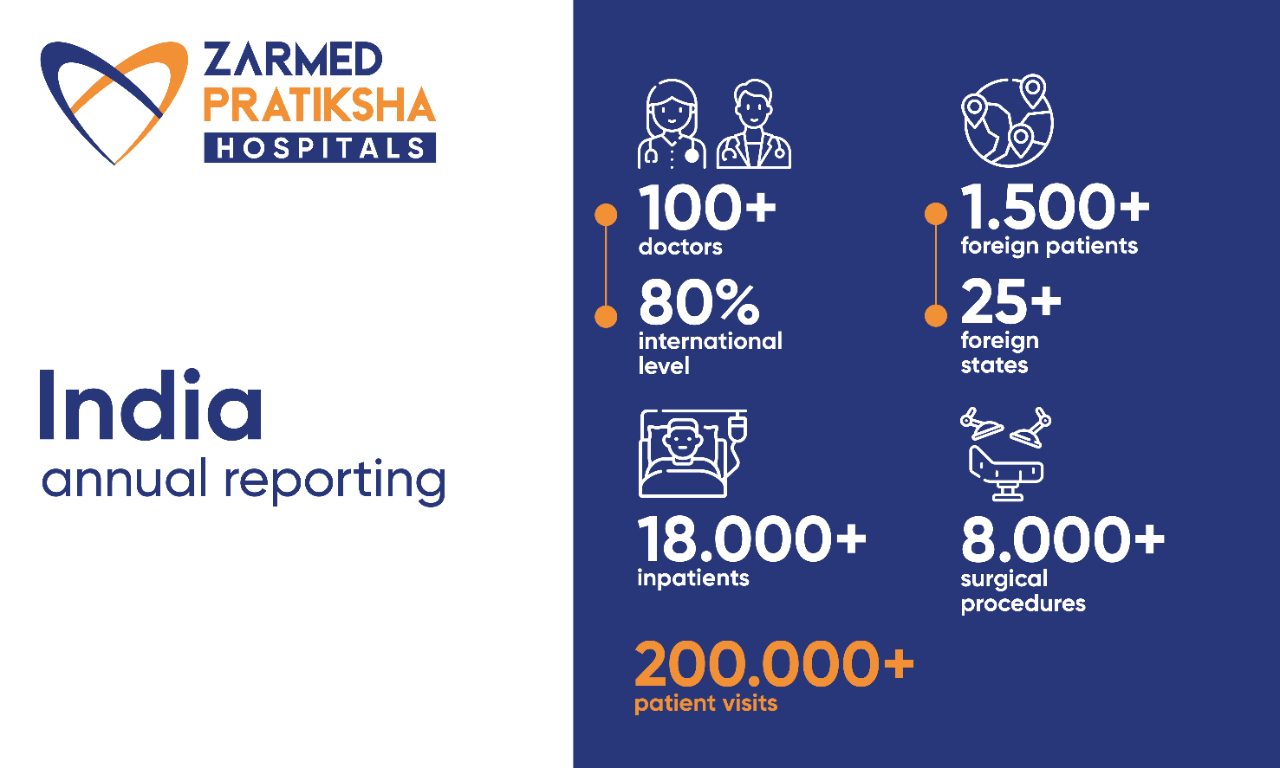 ZARMED
PRATIKSHA
HOSPITALS
India
annual reporting
100+
doctors
80%
international
level
1.500+
foreign patients
25+
foreign
states
18.000+
inpatients
8.000+
surgical
procedures
200.000+
patient visits